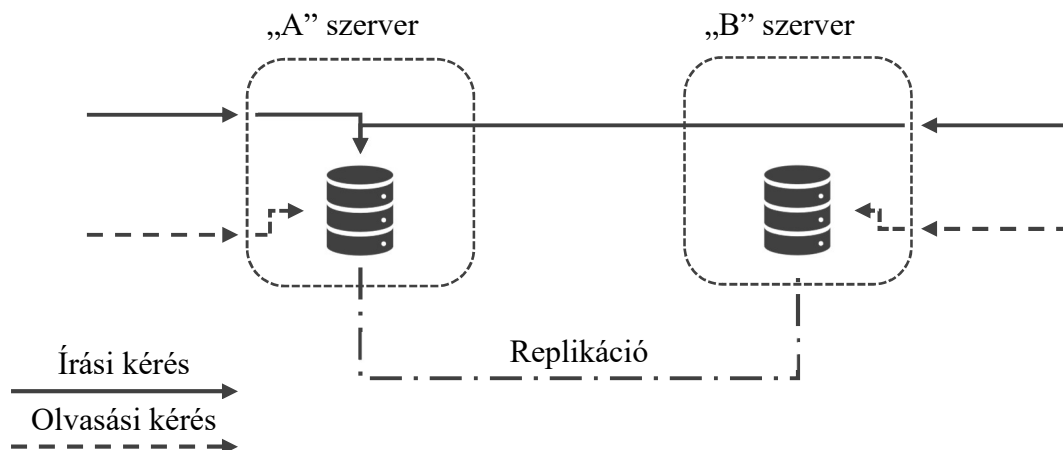 „A” szerver
„B” szerver
Replikáció
Írási kérés
Olvasási kérés